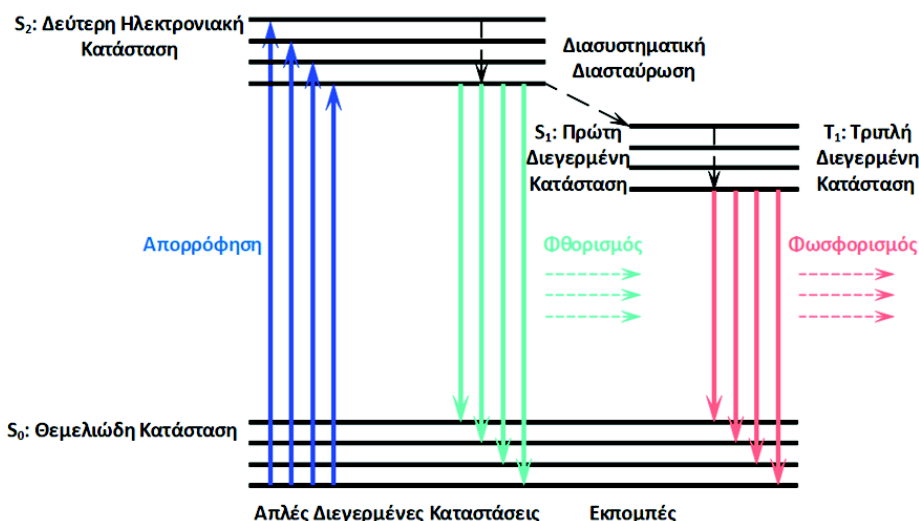 S₂: Δεύτερη Ηλεκτρονιακή
Κατάσταση
Διασυστηματική
Διασταύρωση
S₁: Πρώτη
Διεγερμένη
Κατάσταση
T₁: Τριπλή
Διεγερμένη
Κατάσταση
Απορρόφηση
Φθορισμός
Φωσφορισμός
S₀: Θεμελιώδη Κατάσταση
Απλές Διεγερμένες Καταστάσεις
Εκπομπές